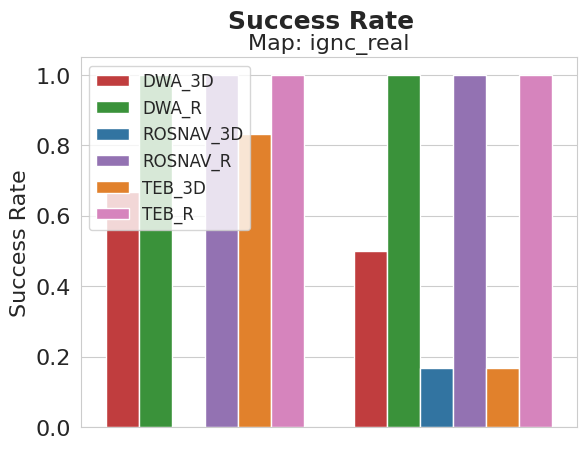 Success Rate
Map: ignc_real
Success Rate
1.0
0.8
0.6
0.4
0.2
0.0
DWA_3D
DWA_R
ROSNAV_3D
ROSNAV_R
TEB_3D
TEB_R